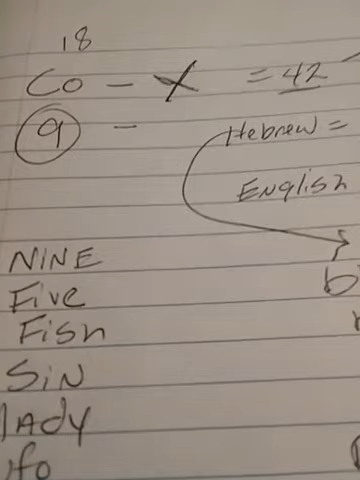 18
Co - X = 42
9 - Hebrew =
English
NINE
Five
Fish
SiN
lADy